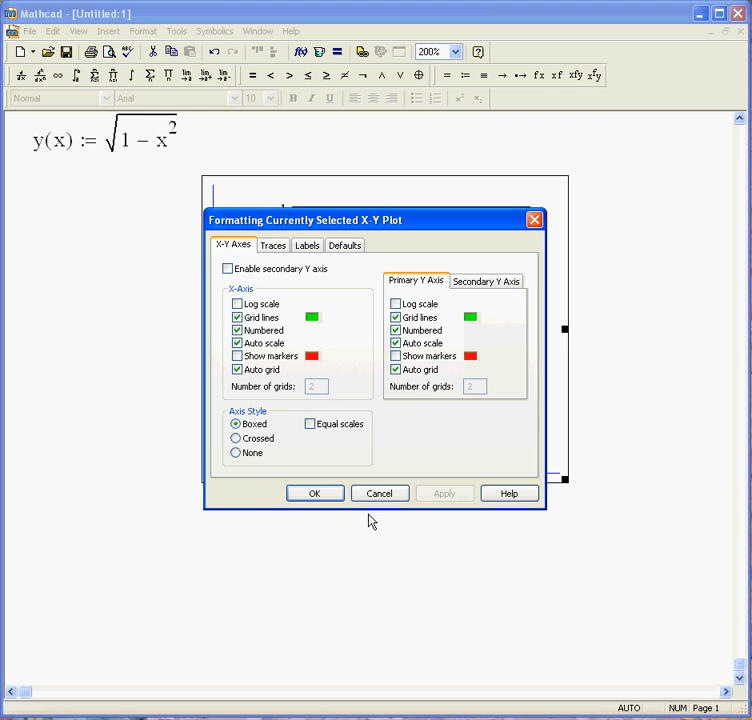 Mathcad - [Untitled:1]
File Edit View Insert Format Tools Symbolics Window Help
200%
= < > ≤ ≥ ≠ ¬ ∧ ∨ ⊕ = := ≡ → •→ fx xf xfy xfy
Normal Arial 10 B I U
y(x) := √1 − x²
Formatting Currently Selected X-Y Plot
X-Y Axes Traces Labels Defaults
Enable secondary Y axis
X-Axis
Log scale
Grid lines
Numbered
Auto scale
Show markers
Auto grid
Number of grids: 2
Primary Y Axis Secondary Y Axis
Log scale
Grid lines
Numbered
Auto scale
Show markers
Auto grid
Number of grids: 2
Axis Style
Boxed
Crossed
None
Equal scales
OK Cancel Apply Help
AUTO NUM Page 1